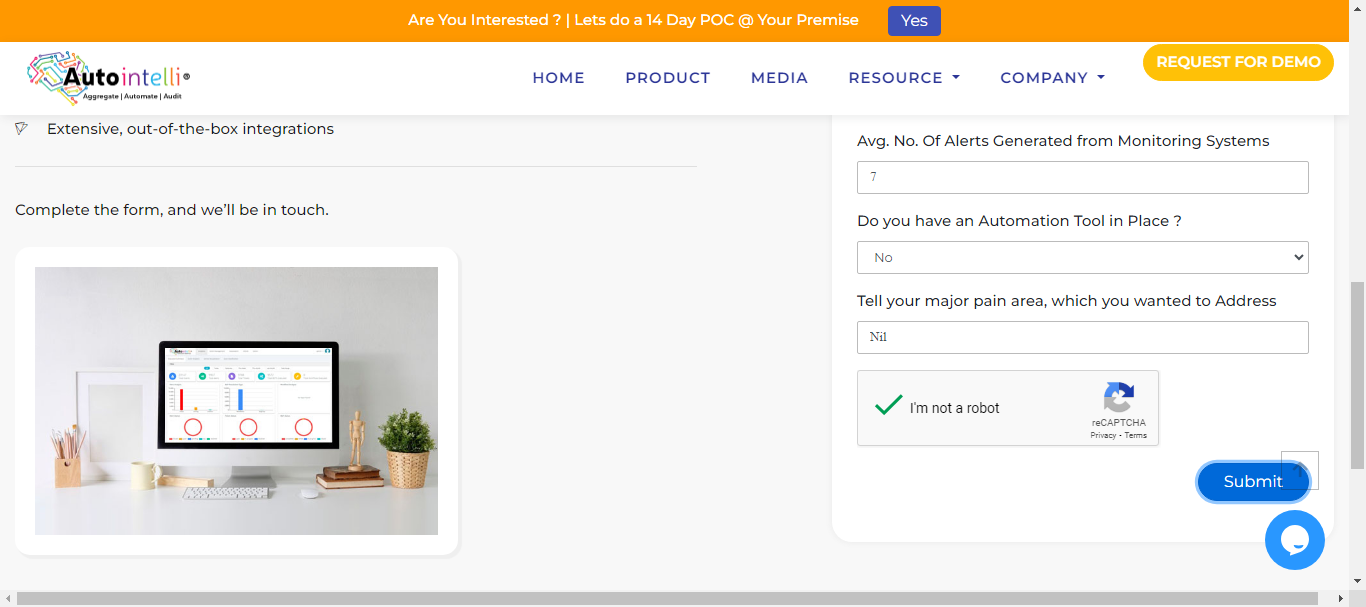 Are You Interested ? | Lets do a 14 Day POC @ Your Premise
Yes
Autointelli®
Aggregate | Automate | Audit
HOME
PRODUCT
MEDIA
RESOURCE
COMPANY
REQUEST FOR DEMO
Extensive, out-of-the-box integrations
Complete the form, and we’ll be in touch.
Avg. No. Of Alerts Generated from Monitoring Systems
7
Do you have an Automation Tool in Place ?
No
Tell your major pain area, which you wanted to Address
Nil
I'm not a robot
reCAPTCHA
Privacy - Terms
Submit